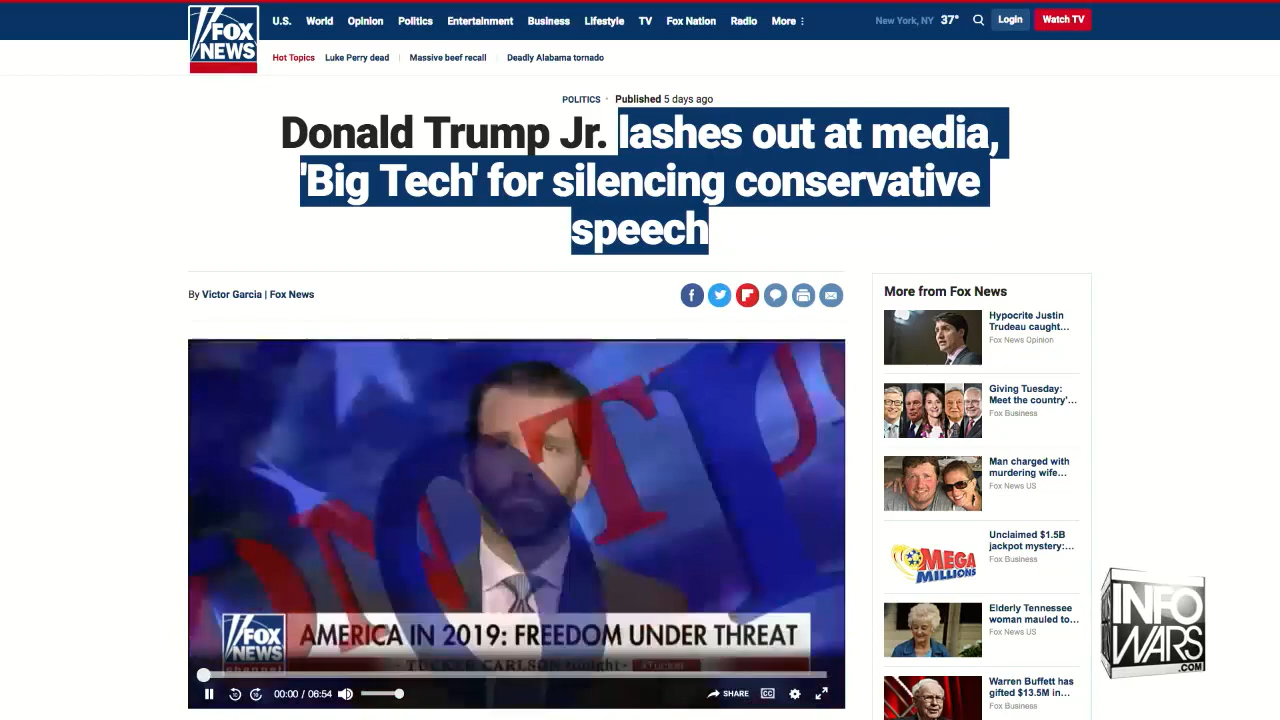 FOX
NEWS
U.S. World Opinion Politics Entertainment Business Lifestyle TV Fox Nation Radio More
New York, NY 37° Login Watch TV
Hot Topics Luke Perry dead Massive beef recall Deadly Alabama tornado
POLITICS · Published 5 days ago
Donald Trump Jr. lashes out at media,
'Big Tech' for silencing conservative
speech
By Victor Garcia | Fox News
More from Fox News
Hypocrite Justin
Trudeau caught...
Fox News Opinion
Giving Tuesday:
Meet the country'...
Fox Business
Man charged with
murdering wife...
Fox News US
Unclaimed $1.5B
jackpot mystery:...
Fox Business
MEGA
MILLIONS
Elderly Tennessee
woman mauled to...
Fox News US
Warren Buffett has
gifted $13.5M in...
Fox Business
FOX
NEWS
channel
AMERICA IN 2019: FREEDOM UNDER THREAT
- TUCKER CARLSON tonight -
00:00 / 06:54
SHARE
INFO
WARS
.COM